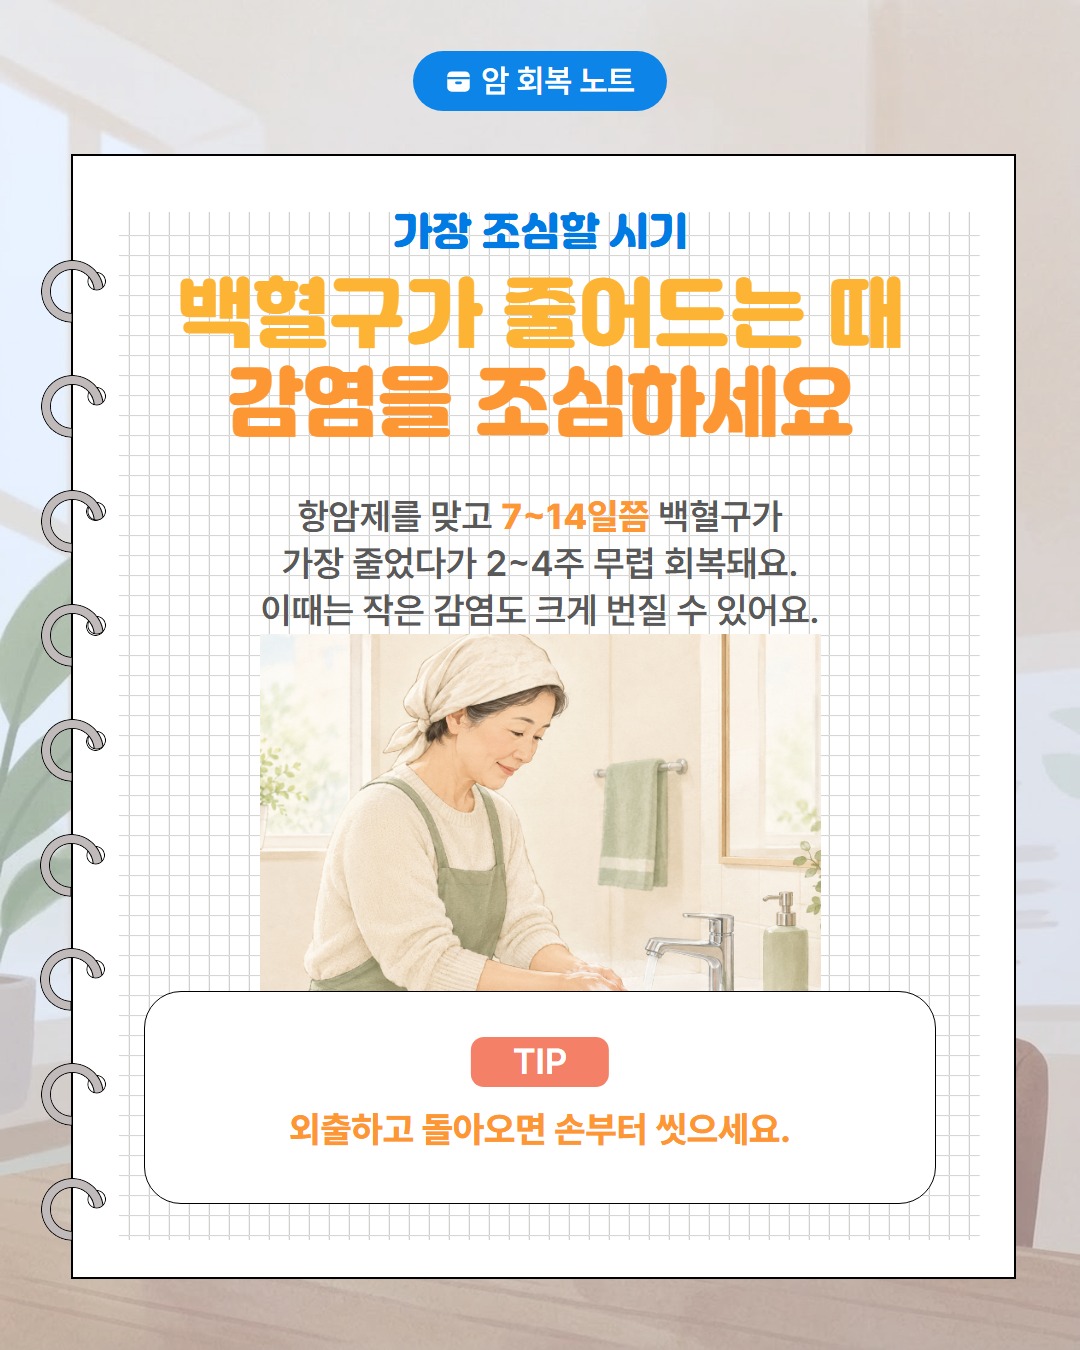 암 회복 노트
가장 조심할 시기
백혈구가 줄어드는 때
감염을 조심하세요
항암제를 맞고 7~14일쯤 백혈구가
가장 줄었다가 2~4주 무렵 회복돼요.
이때는 작은 감염도 크게 번질 수 있어요.
TIP
외출하고 돌아오면 손부터 씻으세요.